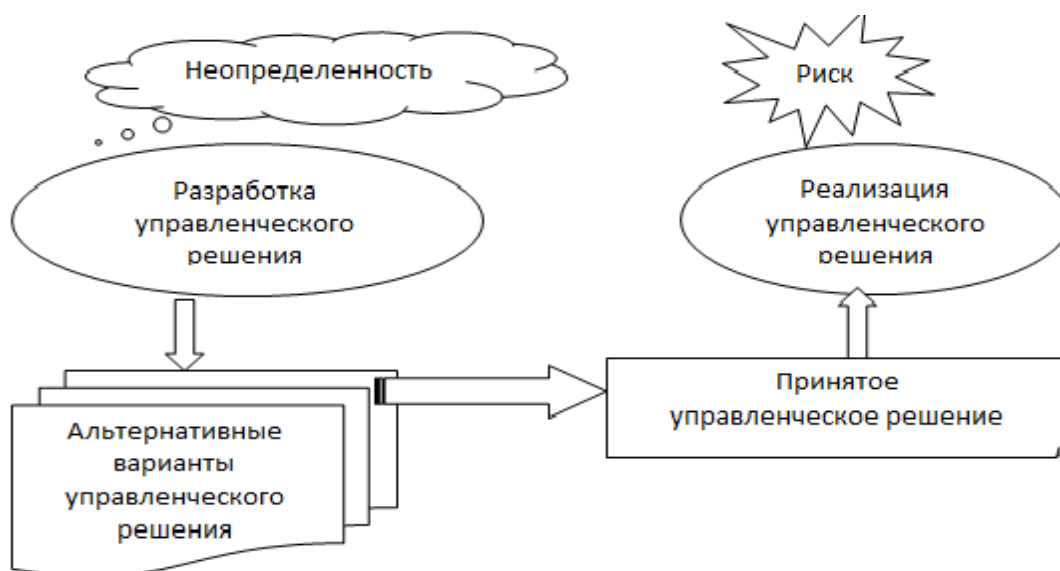 Неопределенность
Риск
Разработка
управленческого
решения
Реализация
управленческого
решения
Альтернативные
варианты
управленческого
решения
Принятое
управленческое решение